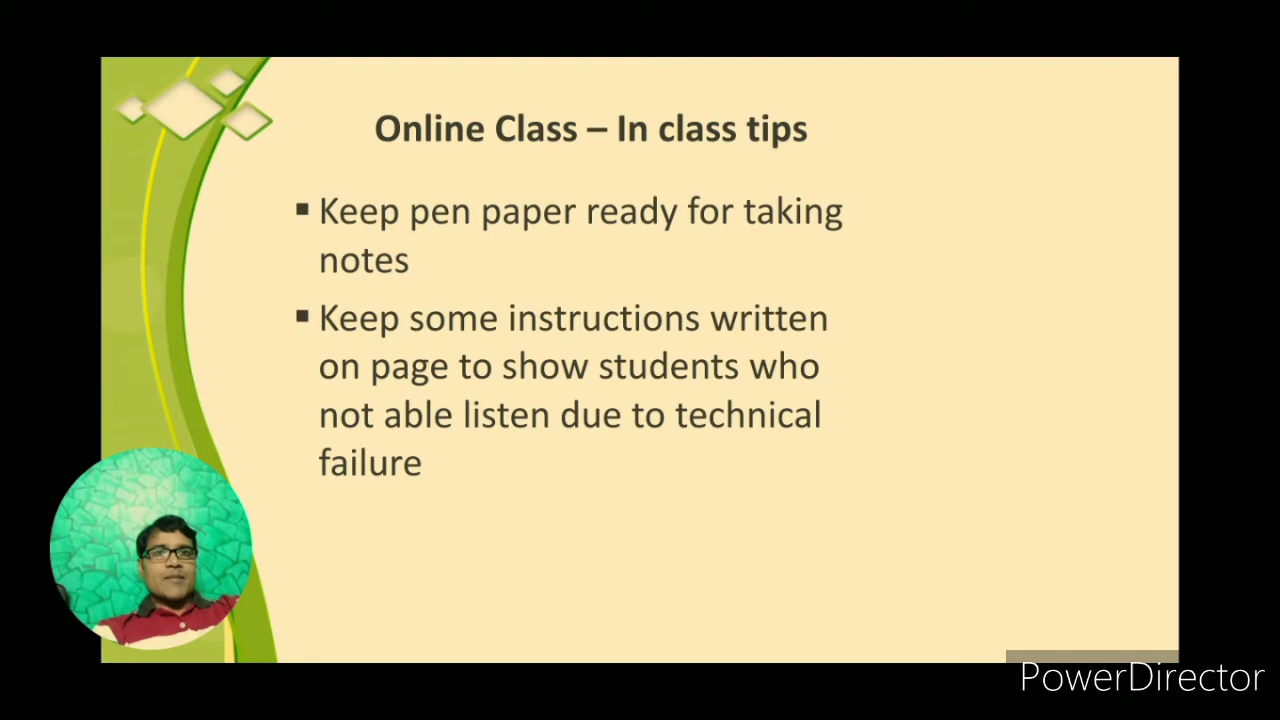 Online Class – In class tips
▪ Keep pen paper ready for taking
notes
▪ Keep some instructions written
on page to show students who
not able listen due to technical
failure
PowerDirector